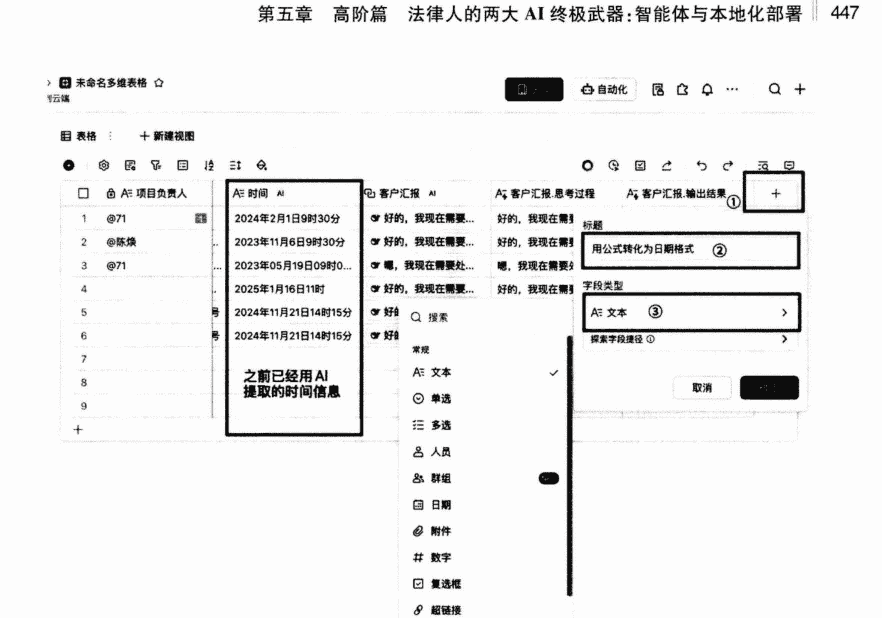 第五章 高阶篇 法律人的两大 AI 终极武器:智能体与本地化部署 447
未命名多维表格
自动化
表格
+ 新建视图
项目负责人
时间 AI
客户汇报 AI
客户汇报.思考过程
客户汇报.输出结果
①
+
1 @71 2024年2月1日9时30分 好的，我现在需要... 好的，我现在需
2 @陈焕 2023年11月6日9时30分 好的，我现在需要... 好的，我现在需
3 @71 2023年05月19日09时0... 嗯，我现在需要处... 嗯，我现在需要
4 2025年1月16日11时 好的，我现在需要... 好的，我现在需
5 号 2024年11月21日14时15分 好
6 号 2024年11月21日14时15分 好
7
8
9
+
之前已经用AI
提取的时间信息
标题
用公式转化为日期格式 ②
字段类型
文本 ③
探索字段捷径
取消
搜索
常规
文本
单选
多选
人员
群组
日期
附件
数字
复选框
超链接